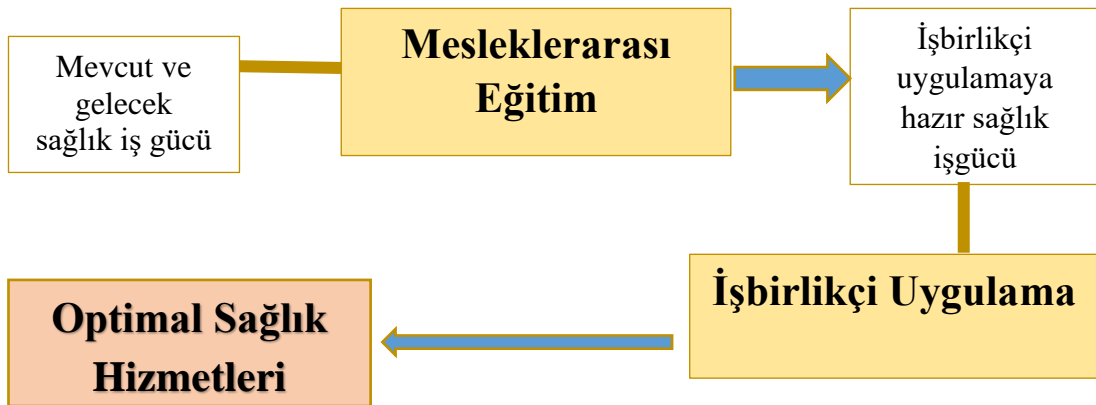 Mevcut ve
gelecek
sağlık iş gücü
Mesleklerarası
Eğitim
İşbirlikçi
uygulamaya
hazır sağlık
işgücü
İşbirlikçi Uygulama
Optimal Sağlık
Hizmetleri